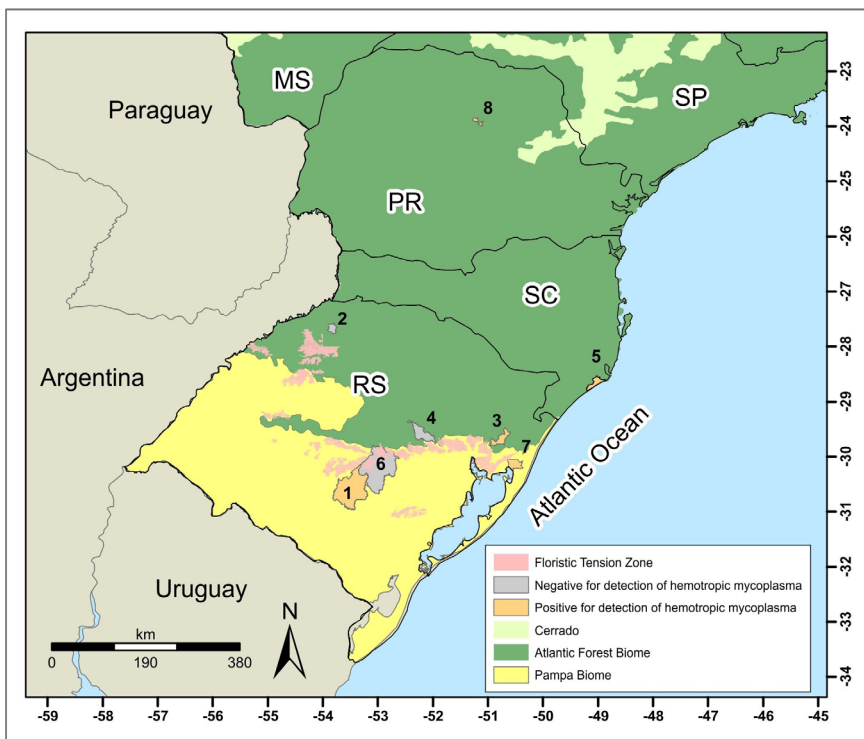 MS
SP
Paraguay
8
PR
SC
2
Argentina
RS
5
4
3
7
6
1
Atlantic Ocean
Uruguay
N
km
0 190 380
Floristic Tension Zone
Negative for detection of hemotropic mycoplasma
Positive for detection of hemotropic mycoplasma
Cerrado
Atlantic Forest Biome
Pampa Biome
-23
-24
-25
-26
-27
-28
-29
-30
-31
-32
-33
-34
-59 -58 -57 -56 -55 -54 -53 -52 -51 -50 -49 -48 -47 -46 -45